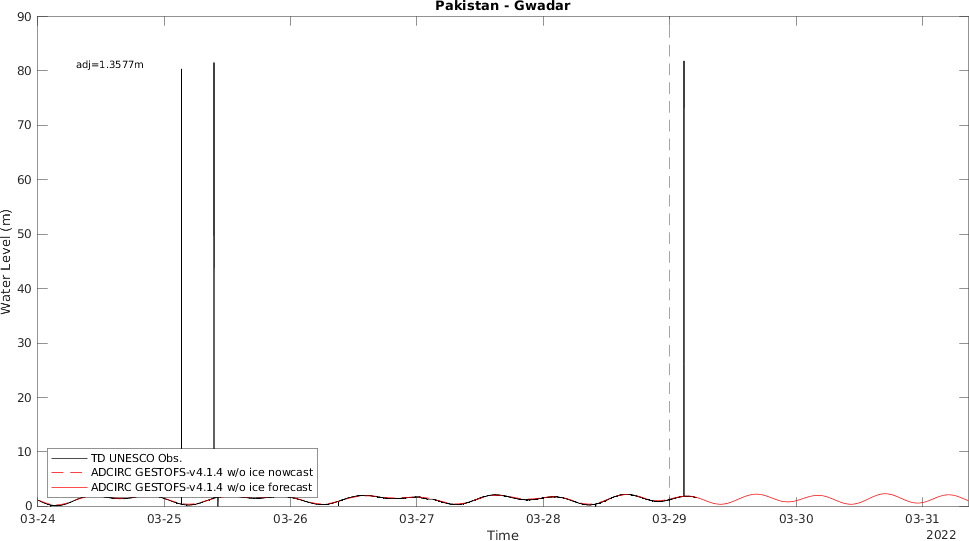 Pakistan - Gwadar
90
80
70
60
50
40
30
20
10
0
adj=1.3577m
Water Level (m)
TD UNESCO Obs.
ADCIRC GESTOFS-v4.1.4 w/o ice nowcast
ADCIRC GESTOFS-v4.1.4 w/o ice forecast
03-24 03-25 03-26 03-27 03-28 03-29 03-30 03-31
Time
2022